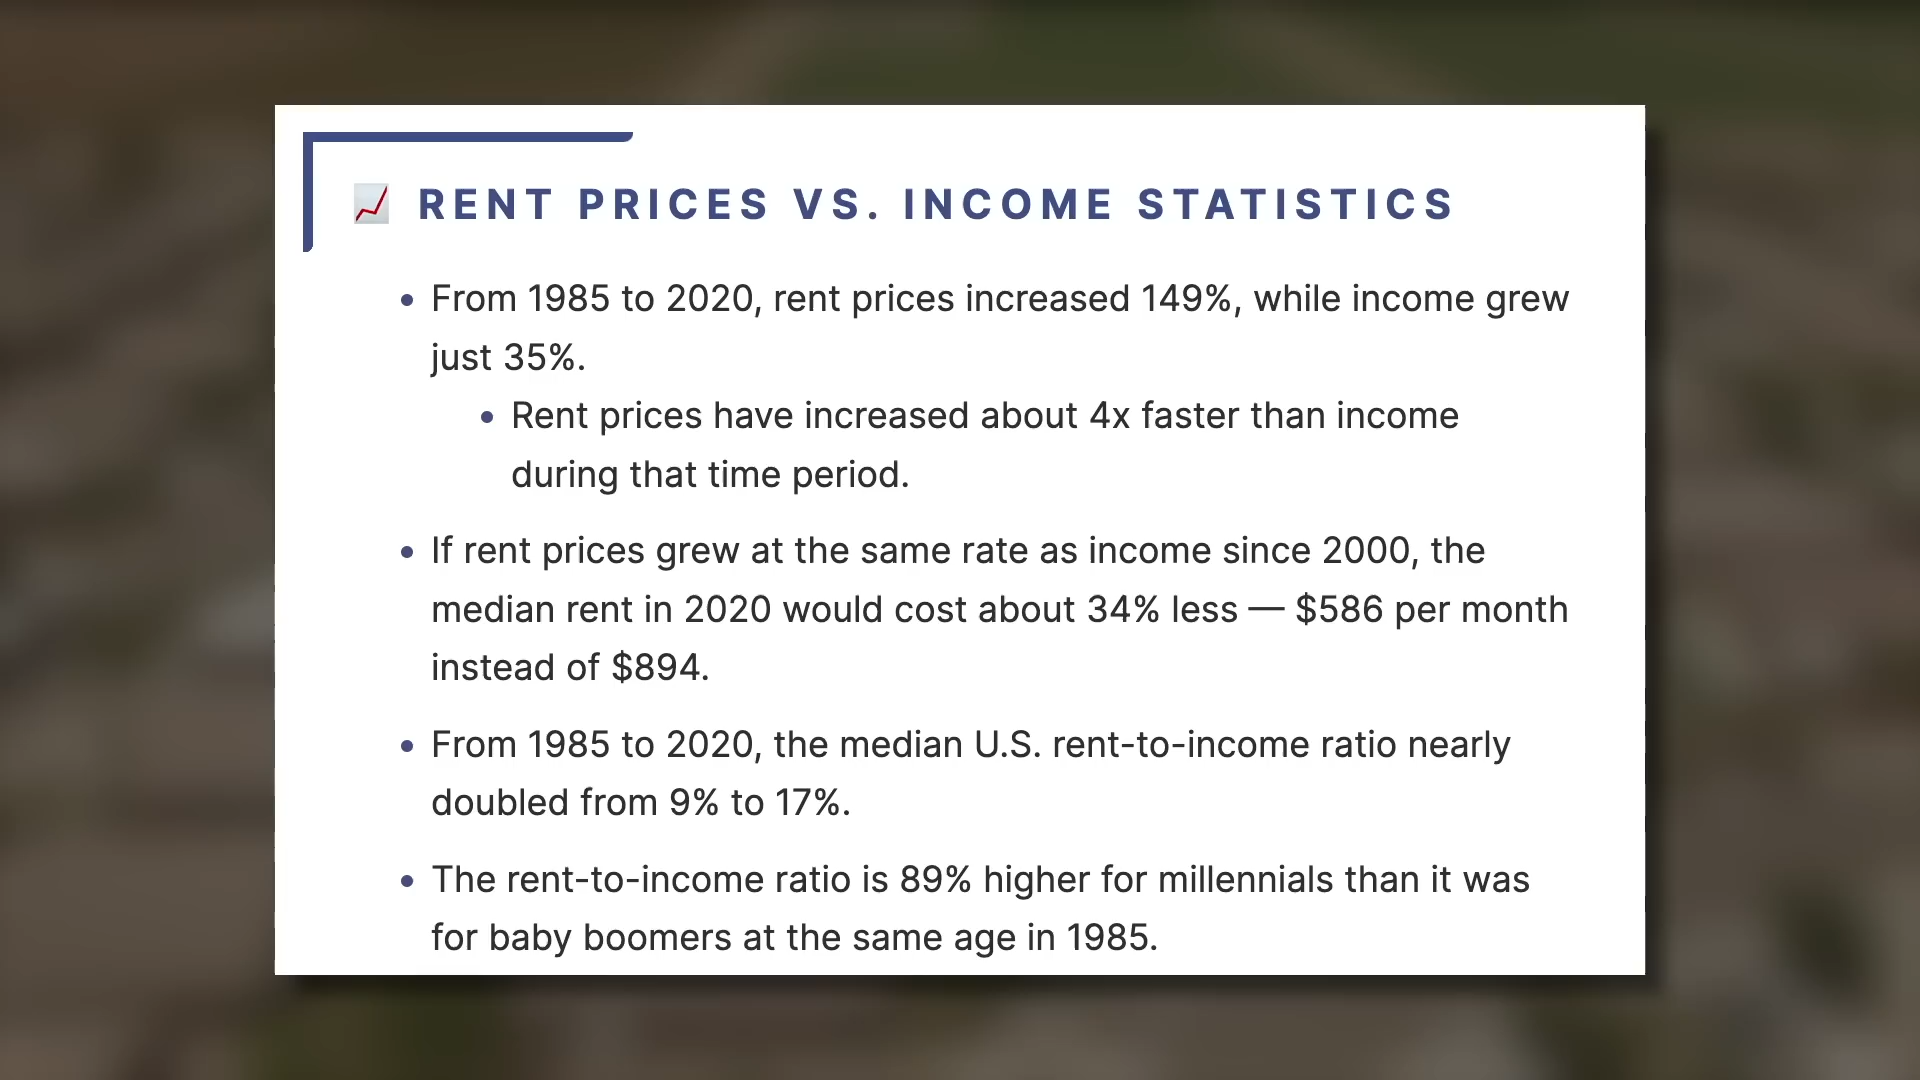 RENT PRICES VS. INCOME STATISTICS
From 1985 to 2020, rent prices increased 149%, while income grew
just 35%.
Rent prices have increased about 4x faster than income
during that time period.
If rent prices grew at the same rate as income since 2000, the
median rent in 2020 would cost about 34% less — $586 per month
instead of $894.
From 1985 to 2020, the median U.S. rent-to-income ratio nearly
doubled from 9% to 17%.
The rent-to-income ratio is 89% higher for millennials than it was
for baby boomers at the same age in 1985.